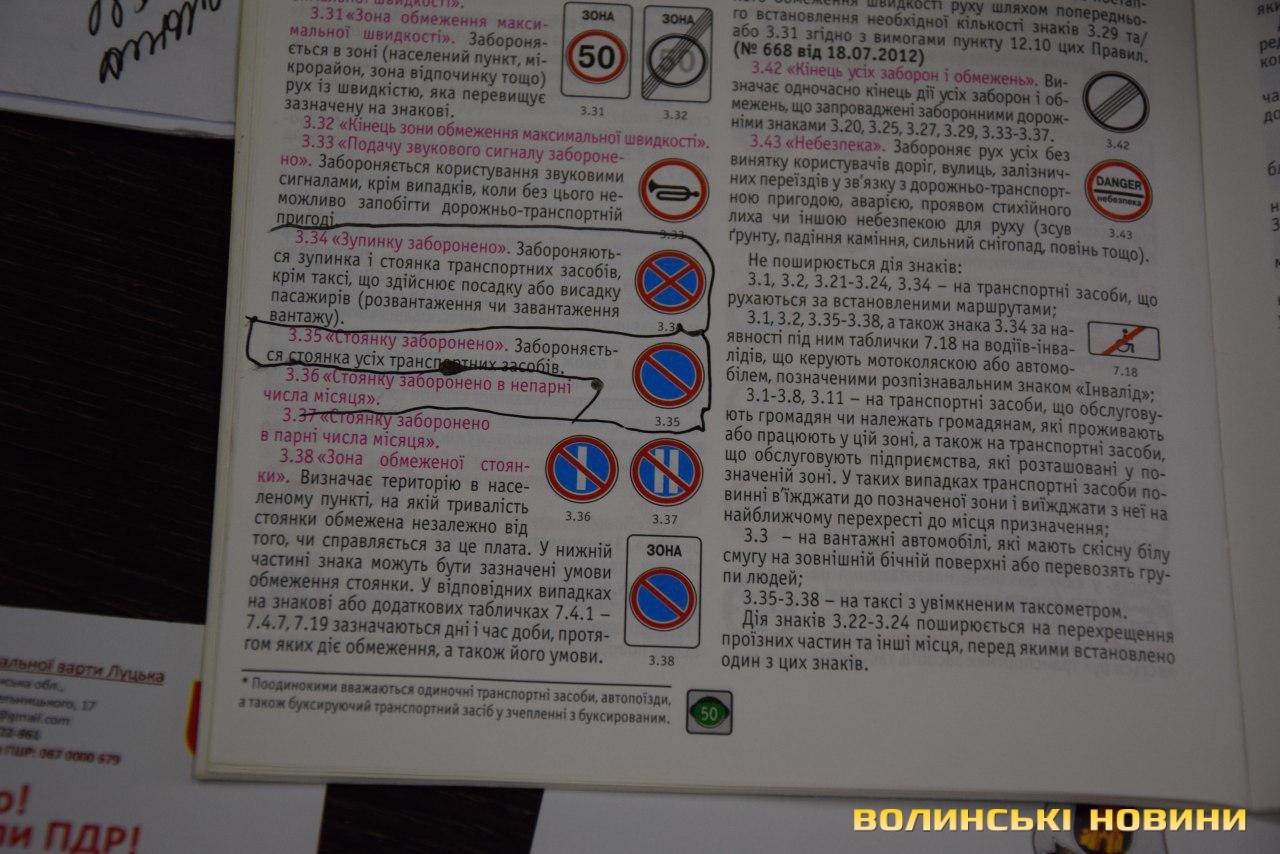 3.31 «Зона обмеження макси-
мальної швидкості». Забороня-
ється в зоні (населений пункт, мі-
крорайон, зона відпочинку тощо)
рух із швидкістю, яка перевищує
зазначену на знакові.
ЗОНА
50
3.31
ЗОНА
50
3.32
3.32 «Кінець зони обмеження максимальної швидкості».
3.33 «Подачу звукового сигналу забороне-
но». Забороняється користування звуковими
сигналами, крім випадків, коли без цього не-
можливо запобігти дорожньо-транспортній
пригоді.
3.33
3.34 «Зупинку заборонено». Забороняють-
ся зупинка і стоянка транспортних засобів,
крім таксі, що здійснює посадку або висадку
пасажирів (розвантаження чи завантаження
вантажу).
3.34
3.35 «Стоянку заборонено». Забороняєть-
ся стоянка усіх транспортних засобів.
3.36 «Стоянку заборонено в непарні
числа місяця».
3.35
3.37 «Стоянку заборонено
в парні числа місяця».
3.38 «Зона обмеженої стоян-
ки». Визначає територію в насе-
леному пункті, на якій тривалість
стоянки обмежена незалежно від
того, чи справляється за це плата. У нижній
частині знака можуть бути зазначені умови
обмеження стоянки. У відповідних випадках
на знакові або додаткових табличках 7.4.1 –
7.4.7, 7.19 зазначаються дні і час доби, протя-
гом яких діє обмеження, а також його умови.
3.36
3.37
ЗОНА
3.38
* Поодинокими вважаються одиночні транспортні засоби, автопоїзди,
а також буксируючий транспортний засіб у зчепленні з буксированим.
50
обмеження швидкості руху шляхом попередньо-
го встановлення необхідної кількості знаків 3.29 та/
або 3.31 згідно з вимогами пункту 12.10 цих Правил.
(№ 668 від 18.07.2012)
3.42 «Кінець усіх заборон і обмежень». Ви-
значає одночасно кінець дії усіх заборон і об-
межень, що запроваджені заборонними дорож-
німи знаками 3.20, 3.25, 3.27, 3.29, 3.33-3.37.
3.42
3.43 «Небезпека». Забороняє рух усіх без
винятку користувачів доріг, вулиць, залізнич-
них переїздів у зв'язку з дорожньо-транспорт-
ною пригодою, аварією, проявом стихійного
лиха чи іншою небезпекою для руху (зсув
ґрунту, падіння каміння, сильний снігопад, повінь тощо).
DANGER
небезпека
3.43
Не поширюється дія знаків:
3.1, 3.2, 3.21-3.24, 3.34 – на транспортні засоби, що
рухаються за встановленими маршрутами;
3.1, 3.2, 3.35-3.38, а також знака 3.34 за на-
явності під ним таблички 7.18 на водіїв-інва-
лідів, що керують мотоколяскою або автомо-
білем, позначеними розпізнавальним знаком «Інвалід»;
7.18
3.1-3.8, 3.11 – на транспортні засоби, що обслугову-
ють громадян чи належать громадянам, які проживають
або працюють у цій зоні, а також на транспортні засоби,
що обслуговують підприємства, які розташовані у по-
значеній зоні. У таких випадках транспортні засоби по-
винні в'їжджати до позначеної зони і виїжджати з неї на
найближчому перехресті до місця призначення;
3.3 – на вантажні автомобілі, які мають скісну білу
смугу на зовнішній бічній поверхні або перевозять гру-
пи людей;
3.35-3.38 – на таксі з увімкненим таксометром.
Дія знаків 3.22-3.24 поширюється на перехрещення
проїзних частин та інші місця, перед якими встановлено
один з цих знаків.
варти Луцька
обл.,
17
@gmail.com
ПШР: 067 0000 679
ПДР!
ВОЛИНСЬКІ НОВИНИ